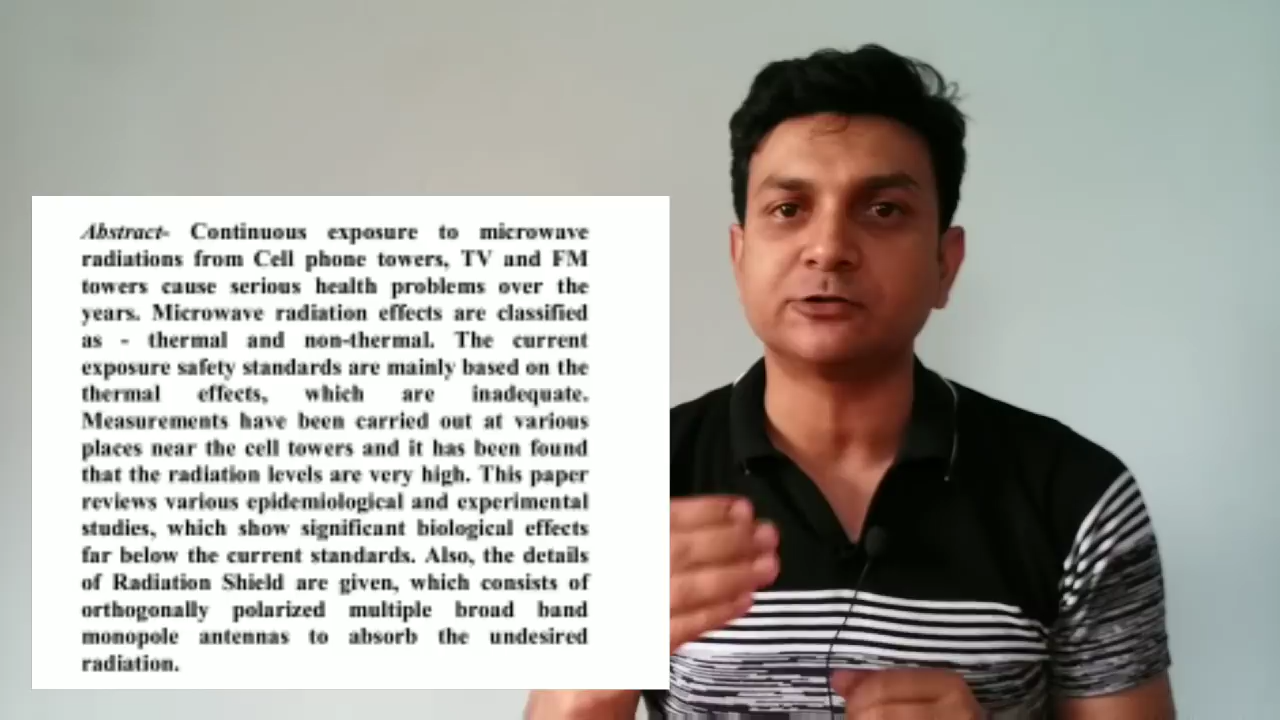 Abstract- Continuous exposure to microwave
radiations from Cell phone towers, TV and FM
towers cause serious health problems over the
years. Microwave radiation effects are classified
as - thermal and non-thermal. The current
exposure safety standards are mainly based on the
thermal effects, which are inadequate.
Measurements have been carried out at various
places near the cell towers and it has been found
that the radiation levels are very high. This paper
reviews various epidemiological and experimental
studies, which show significant biological effects
far below the current standards. Also, the details
of Radiation Shield are given, which consists of
orthogonally polarized multiple broad band
monopole antennas to absorb the undesired
radiation.